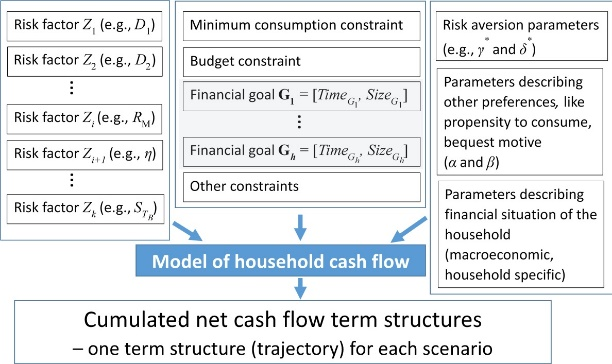 Risk factor Z1 (e.g., D1)
Risk factor Z2 (e.g., D2)
⋮
Risk factor Zi (e.g., RM)
Risk factor Zi+1 (e.g., η)
⋮
Risk factor Zk (e.g., STR)
Minimum consumption constraint
Budget constraint
Financial goal G1 = [TimeG1, SizeG1]
⋮
Financial goal Gh = [TimeGh, SizeGh]
Other constraints
Risk aversion parameters
(e.g., γ* and δ*)
Parameters describing
other preferences, like
propensity to consume,
bequest motive
(α and β)
Parameters describing
financial situation of the
household
(macroeconomic,
household specific)
Model of household cash flow
Cumulated net cash flow term structures
– one term structure (trajectory) for each scenario